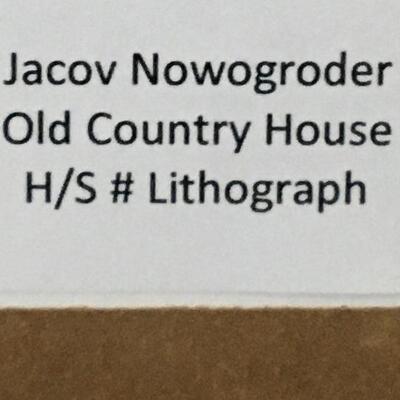 Jacov Nowogroder
Old Country House
H/S # Lithograph